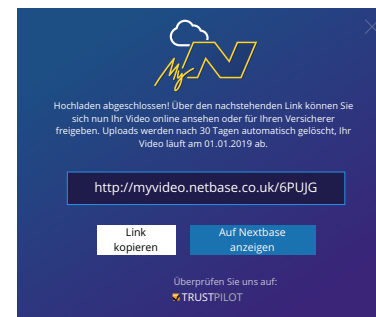 My N
Hochladen abgeschlossen! Über den nachstehenden Link können Sie
sich nun Ihr Video online ansehen oder für Ihren Versicherer
freigeben. Uploads werden nach 30 Tagen automatisch gelöscht, Ihr
Video läuft am 01.01.2019 ab.
http://myvideo.netbase.co.uk/6PUJG
Link
kopieren
Auf Nextbase
anzeigen
Überprüfen Sie uns auf:
TRUSTPILOT